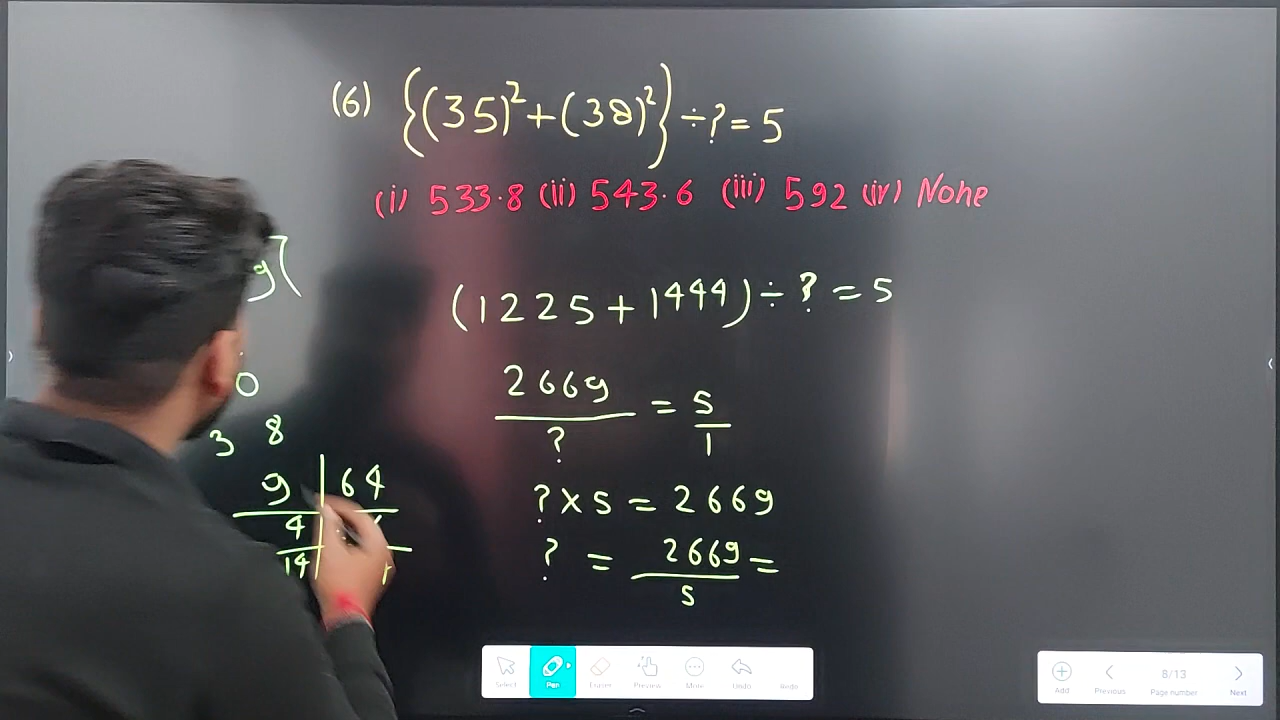 (6) {(35)²+(38)²}÷?=5
(i) 533.8 (ii) 543.6 (iii) 592 (iv) None
(1225+1444)÷?=5
2669/? = 5/1
?×5=2669
? = 2669/5 =
g(
0
3 8
9 | 64
4
14
Select Pen Eraser Preview More Undo Redo
Add Previous 8/13 Page number Next